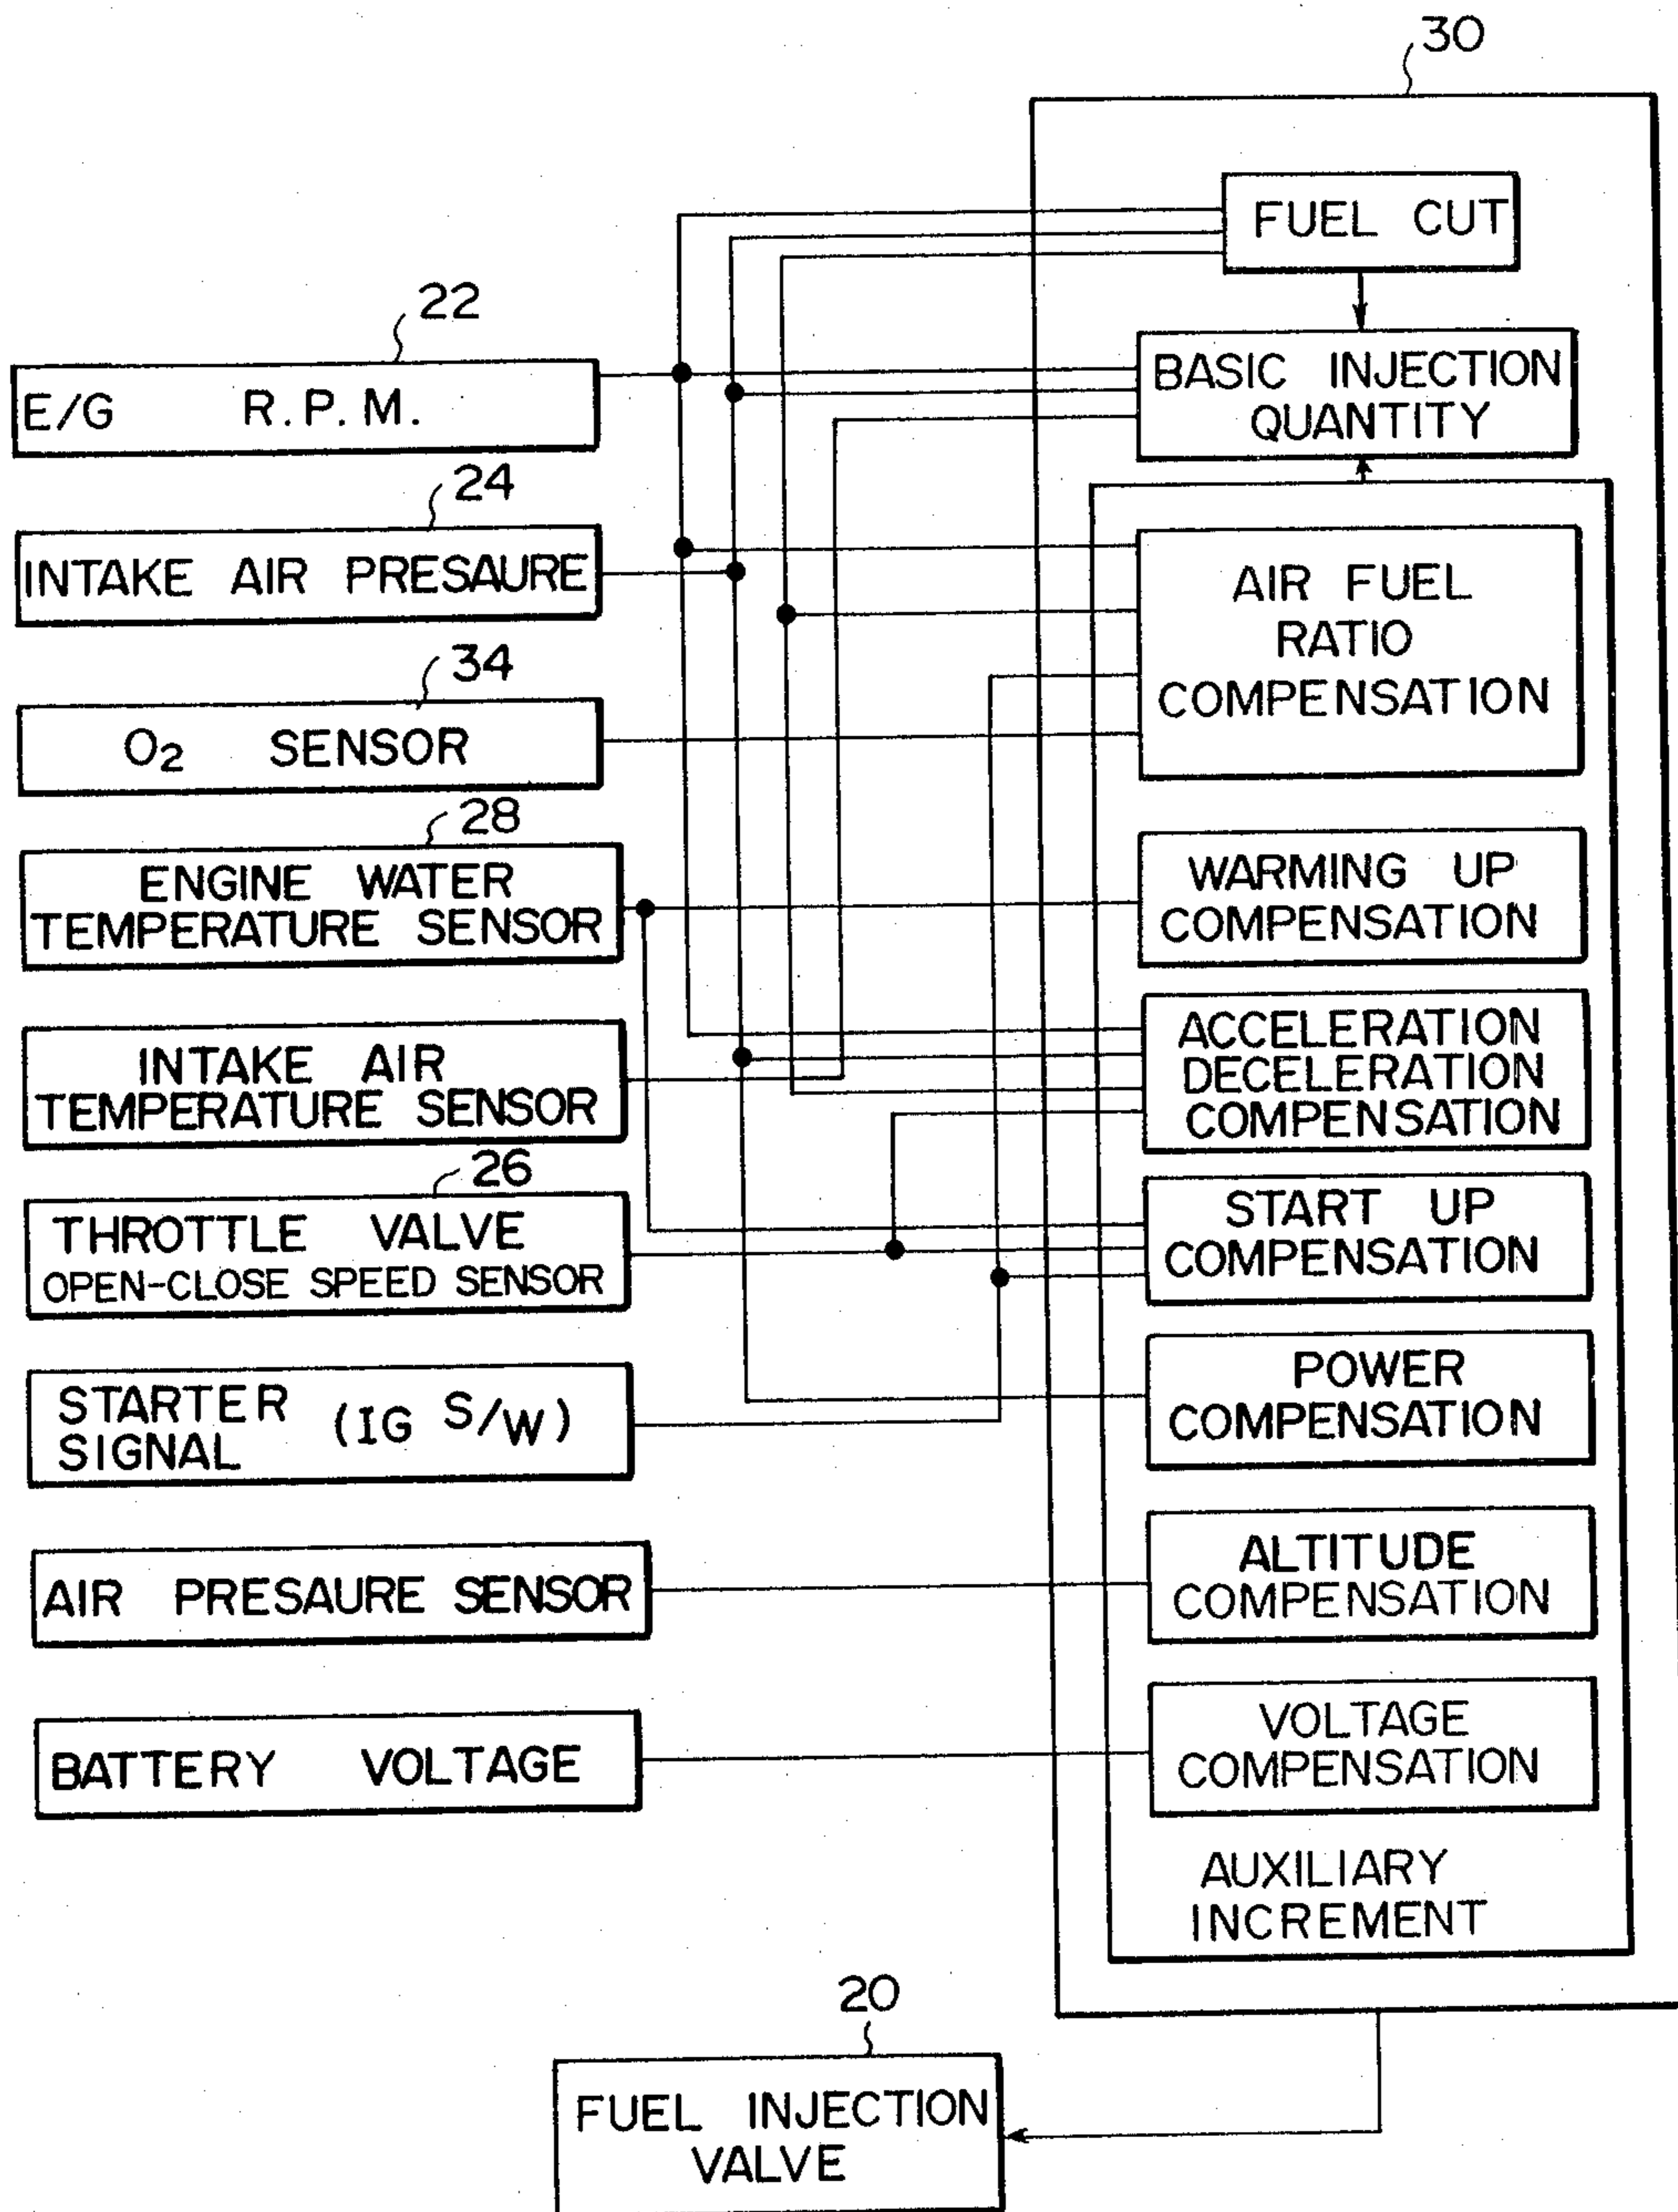 30
FUEL CUT
22
E/G R.P.M.
BASIC INJECTION
QUANTITY
24
INTAKE AIR PRESAURE
AIR FUEL
RATIO
COMPENSATION
34
O2 SENSOR
28
ENGINE WATER
TEMPERATURE SENSOR
WARMING UP
COMPENSATION
INTAKE AIR
TEMPERATURE SENSOR
ACCELERATION
DECELERATION
COMPENSATION
26
THROTTLE VALVE
OPEN-CLOSE SPEED SENSOR
START UP
COMPENSATION
STARTER (IG S/W)
SIGNAL
POWER
COMPENSATION
AIR PRESAURE SENSOR
ALTITUDE
COMPENSATION
BATTERY VOLTAGE
VOLTAGE
COMPENSATION
AUXILIARY
INCREMENT
20
FUEL INJECTION
VALVE